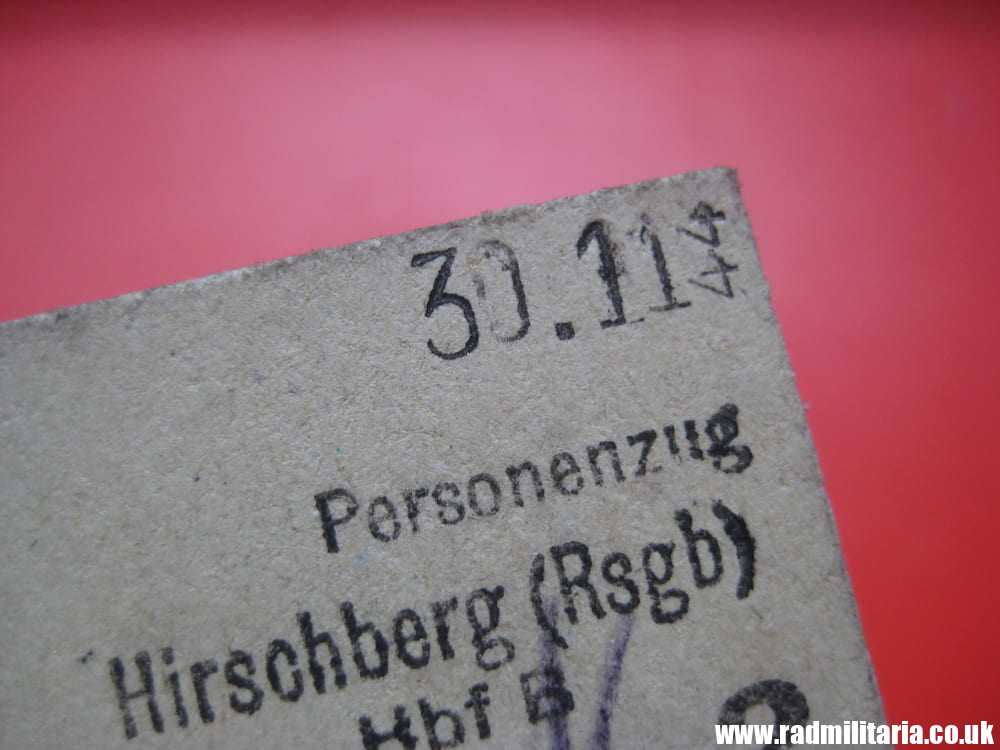 30.11 44
Personenzug
Hirschberg (Rsgb)
Hbf B
www.radmilitaria.co.uk